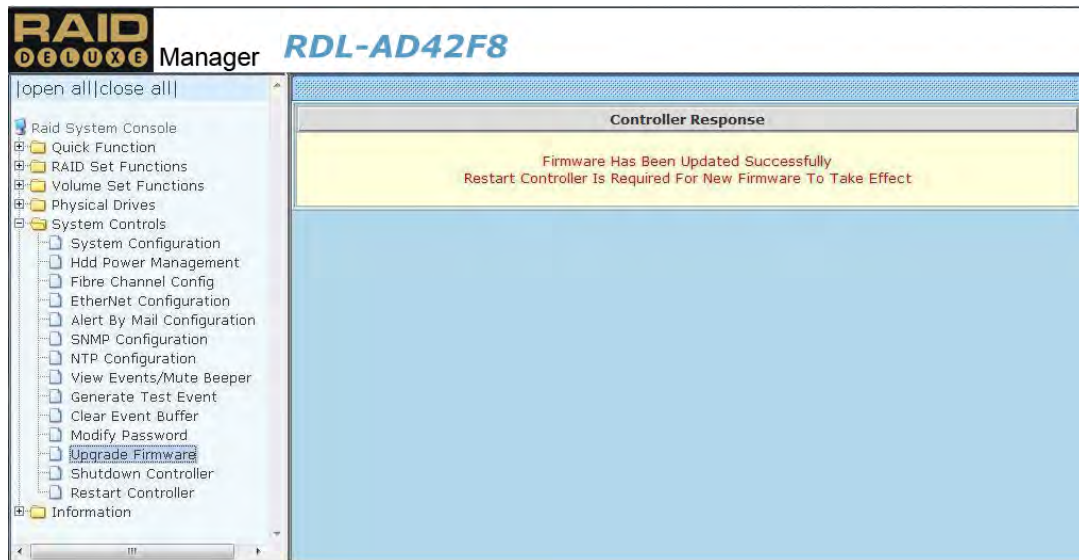 RAID
DELUXE Manager
RDL-AD42F8
|open all|close all|
Raid System Console
Quick Function
RAID Set Functions
Volume Set Functions
Physical Drives
System Controls
System Configuration
Hdd Power Management
Fibre Channel Config
EtherNet Configuration
Alert By Mail Configuration
SNMP Configuration
NTP Configuration
View Events/Mute Beeper
Generate Test Event
Clear Event Buffer
Modify Password
Upgrade Firmware
Shutdown Controller
Restart Controller
Information
Controller Response
Firmware Has Been Updated Successfully
Restart Controller Is Required For New Firmware To Take Effect